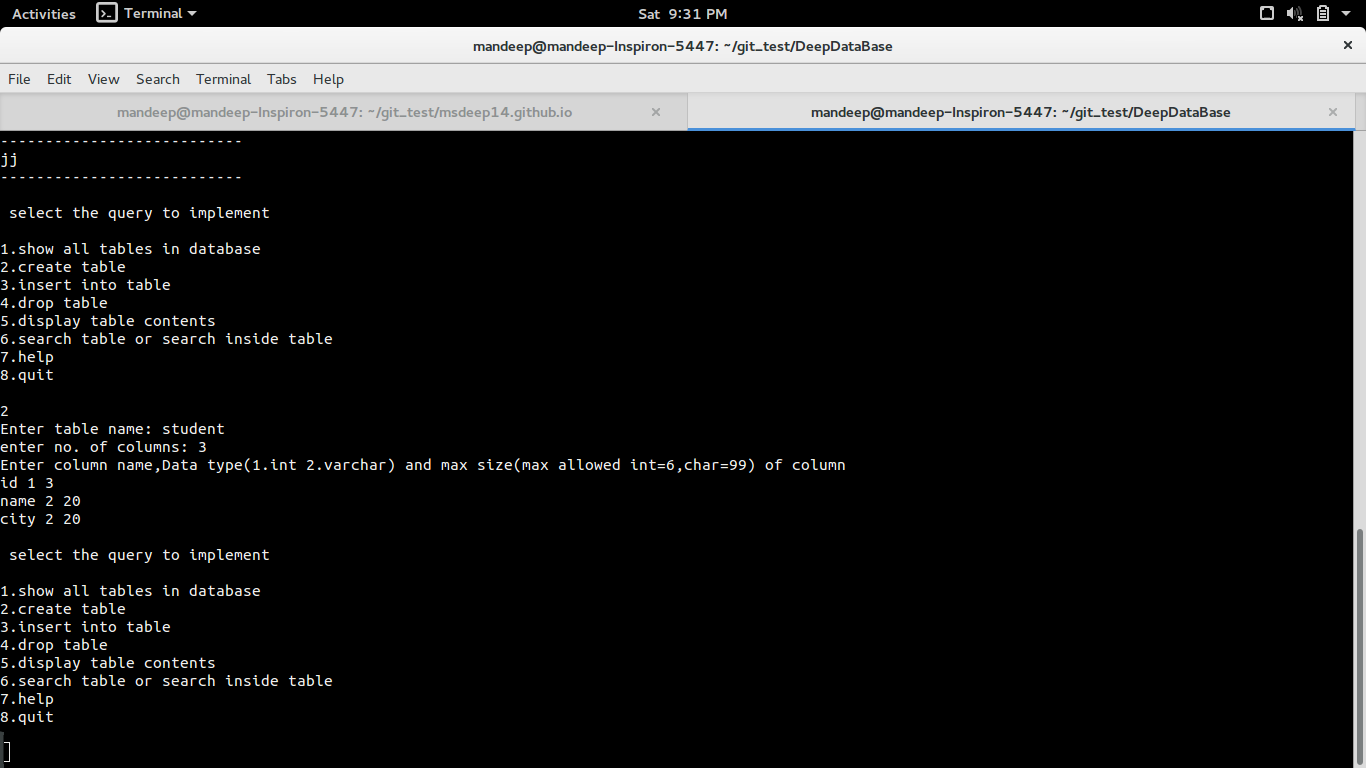 Activities Terminal Sat 9:31 PM
mandeep@mandeep-Inspiron-5447: ~/git_test/DeepDataBase
File Edit View Search Terminal Tabs Help
mandeep@mandeep-Inspiron-5447: ~/git_test/msdeep14.github.io mandeep@mandeep-Inspiron-5447: ~/git_test/DeepDataBase
---------------------------
jj
---------------------------
select the query to implement
1.show all tables in database
2.create table
3.insert into table
4.drop table
5.display table contents
6.search table or search inside table
7.help
8.quit
2
Enter table name: student
enter no. of columns: 3
Enter column name,Data type(1.int 2.varchar) and max size(max allowed int=6,char=99) of column
id 1 3
name 2 20
city 2 20
select the query to implement
1.show all tables in database
2.create table
3.insert into table
4.drop table
5.display table contents
6.search table or search inside table
7.help
8.quit